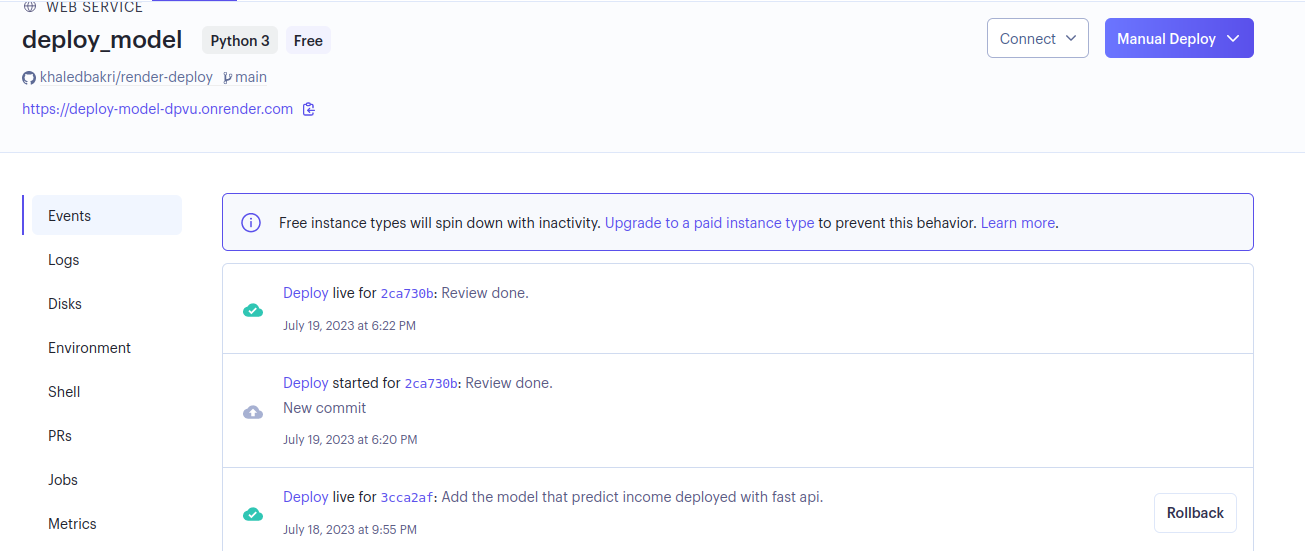 WEB SERVICE
deploy_model Python 3 Free Connect Manual Deploy
khaledbakri/render-deploy main
https://deploy-model-dpvu.onrender.com
Events
Logs
Disks
Environment
Shell
PRs
Jobs
Metrics
Free instance types will spin down with inactivity. Upgrade to a paid instance type to prevent this behavior. Learn more.
Deploy live for 2ca730b: Review done.
July 19, 2023 at 6:22 PM
Deploy started for 2ca730b: Review done.
New commit
July 19, 2023 at 6:20 PM
Deploy live for 3cca2af: Add the model that predict income deployed with fast api.
July 18, 2023 at 9:55 PM
Rollback